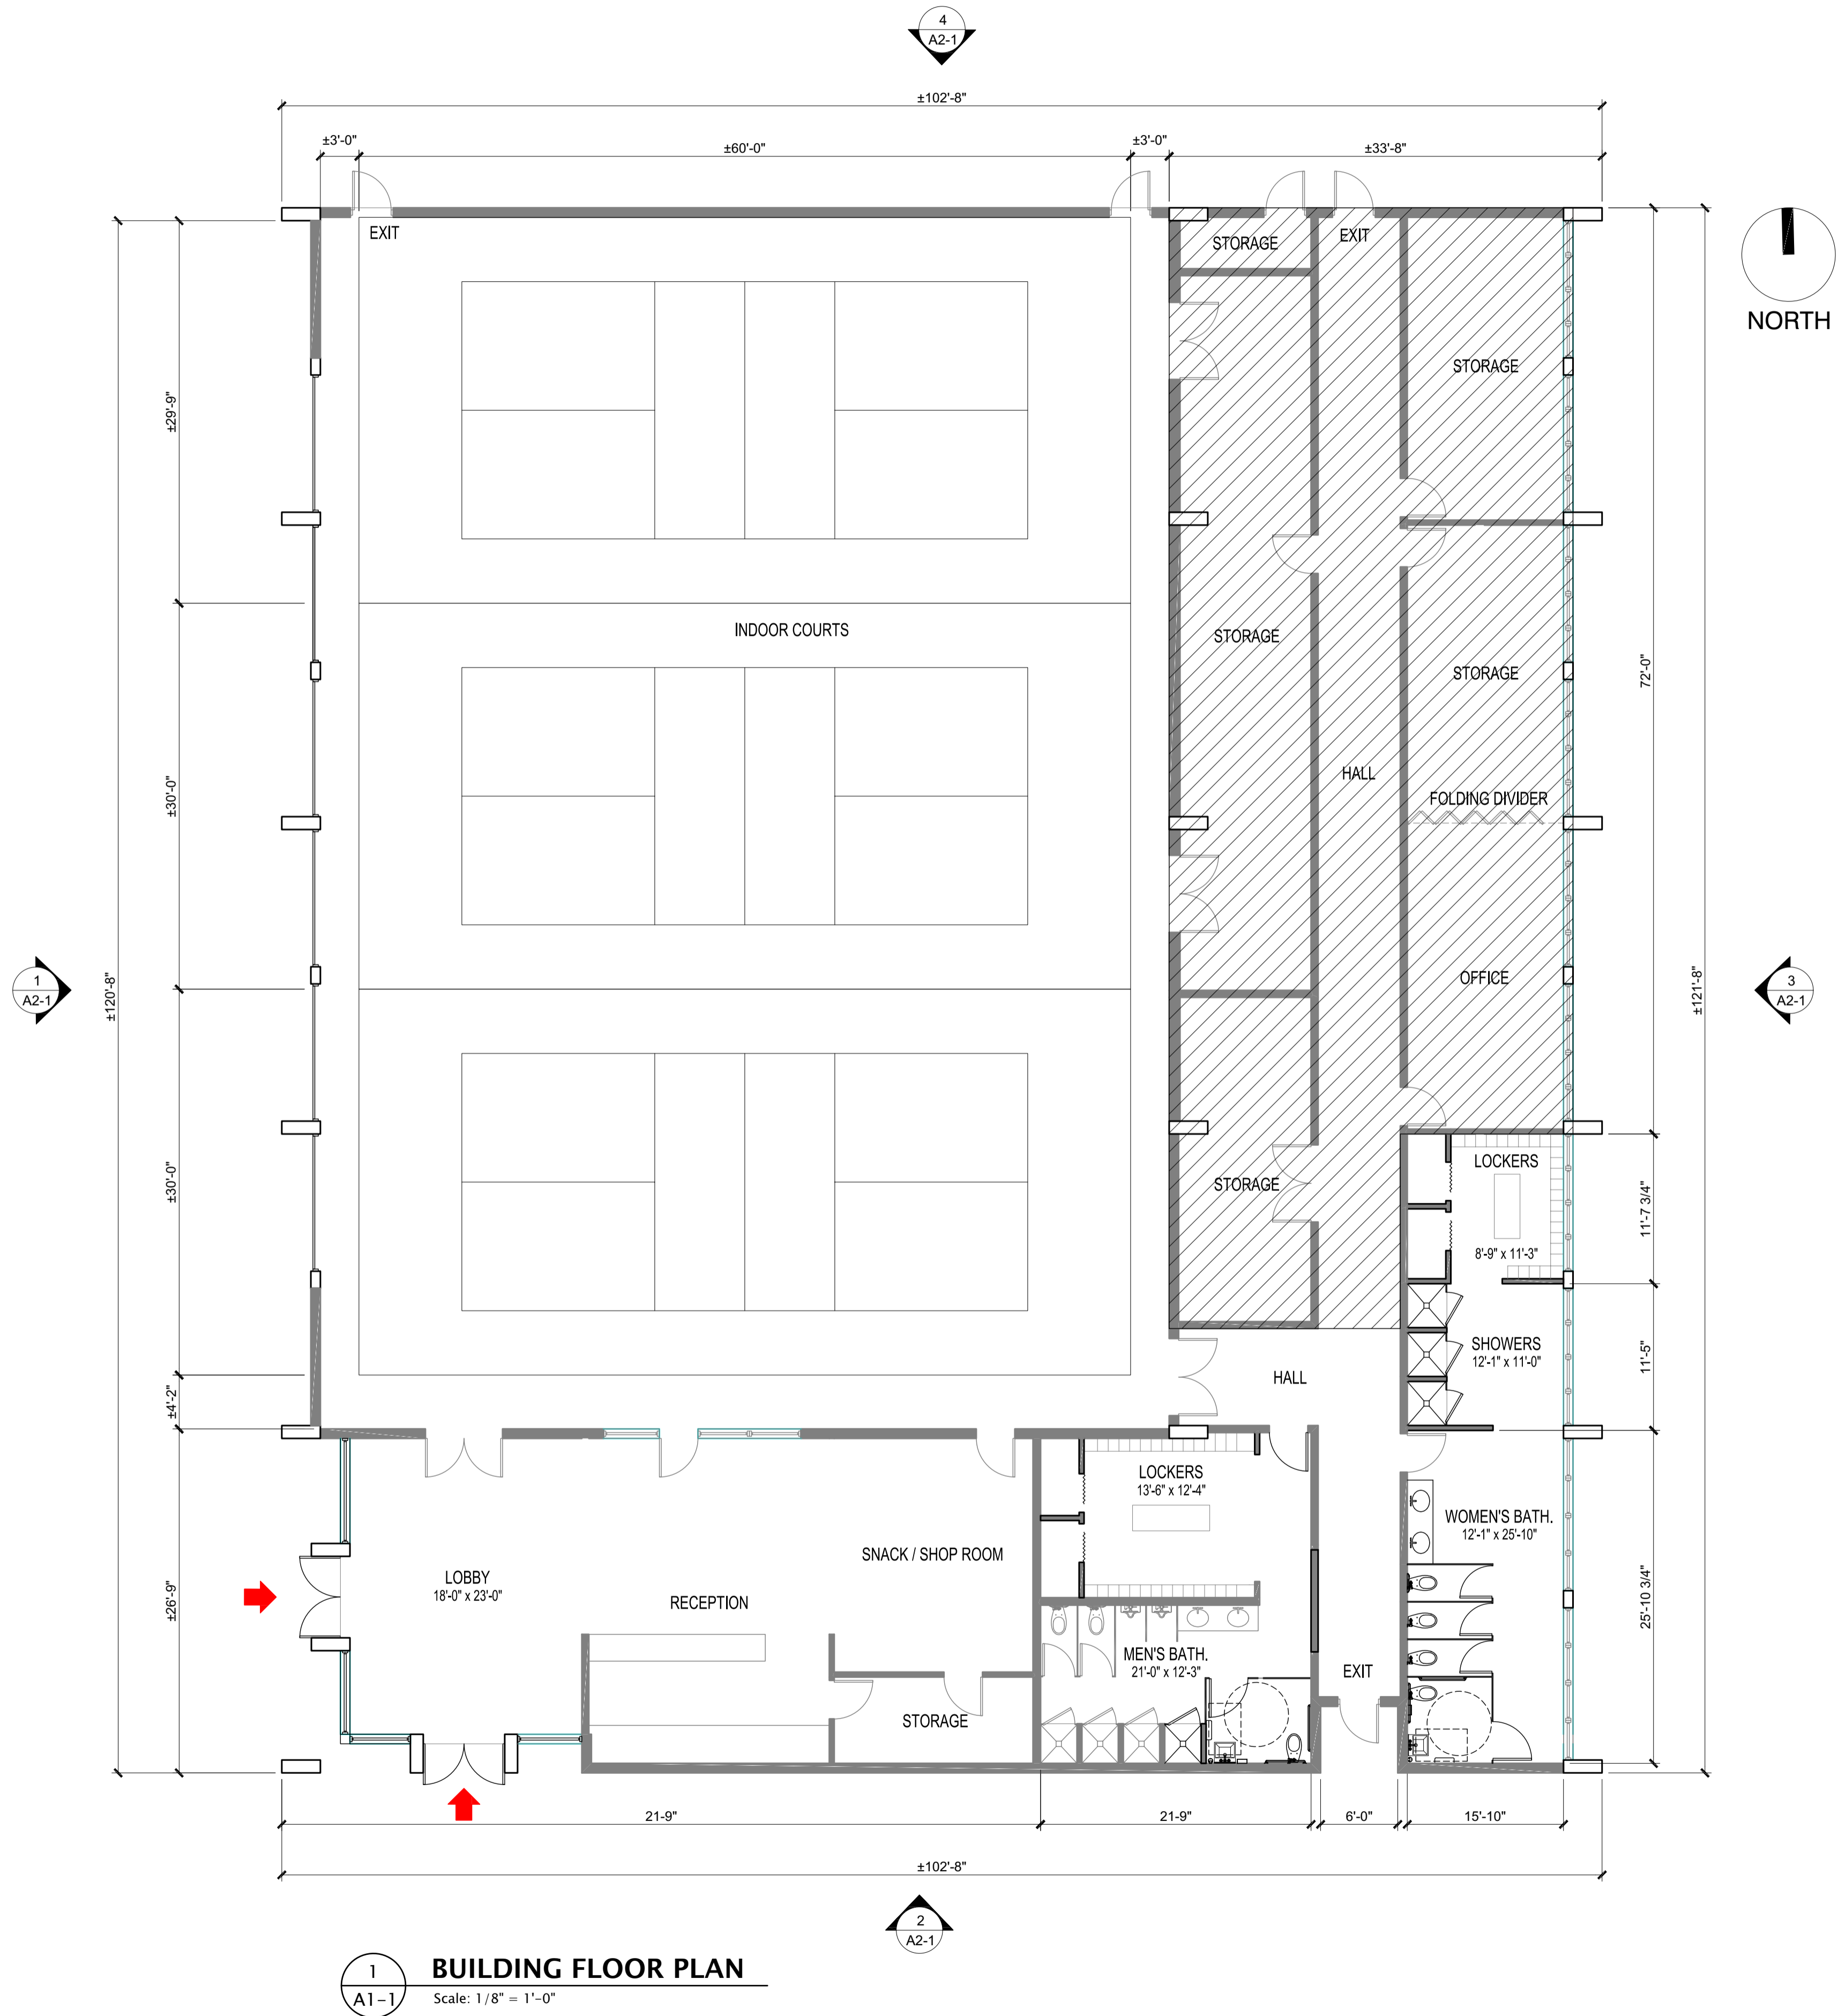 4
A2-1
±102'-8"
±3'-0"
±60'-0"
±3'-0"
±33'-8"
EXIT
STORAGE
EXIT
NORTH
STORAGE
±29'-9"
INDOOR COURTS
STORAGE
STORAGE
72'-0"
HALL
±30'-0"
FOLDING DIVIDER
OFFICE
1
A2-1
±120'-8"
±121'-8"
3
A2-1
±30'-0"
STORAGE
LOCKERS
8'-9" x 11'-3"
11'-7 3/4"
SHOWERS
12'-1" x 11'-0"
11'-5"
HALL
±4'-2"
LOCKERS
13'-6" x 12'-4"
WOMEN'S BATH.
12'-1" x 25'-10"
SNACK / SHOP ROOM
LOBBY
18'-0" x 23'-0"
RECEPTION
±26'-9"
25'-10 3/4"
MEN'S BATH.
21'-0" x 12'-3"
EXIT
STORAGE
21-9"
21-9"
6'-0"
15'-10"
±102'-8"
2
A2-1
1
A1-1
BUILDING FLOOR PLAN
Scale: 1/8" = 1'-0"